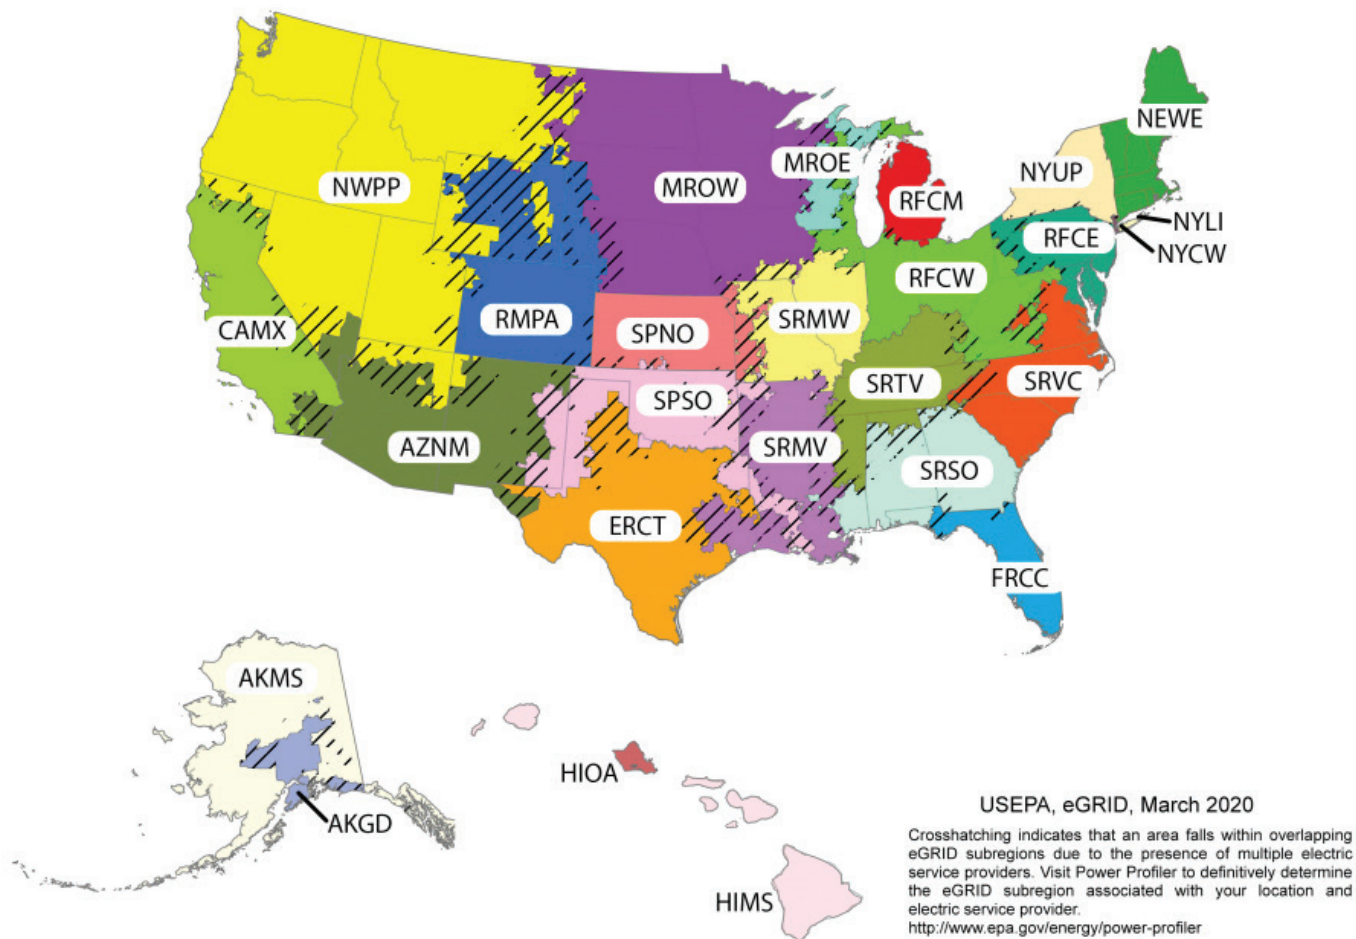 NEWE
MROE
NYUP
NWPP
MROW
RFCM
NYLI
RFCE
NYCW
RFCW
CAMX
RMPA
SPNO
SRMW
SRTV
SRVC
SPSO
AZNM
SRMV
SRSO
ERCT
FRCC
AKMS
HIOA
AKGD
HIMS
USEPA, eGRID, March 2020
Crosshatching indicates that an area falls within overlapping
eGRID subregions due to the presence of multiple electric
service providers. Visit Power Profiler to definitively determine
the eGRID subregion associated with your location and
electric service provider.
http://www.epa.gov/energy/power-profiler